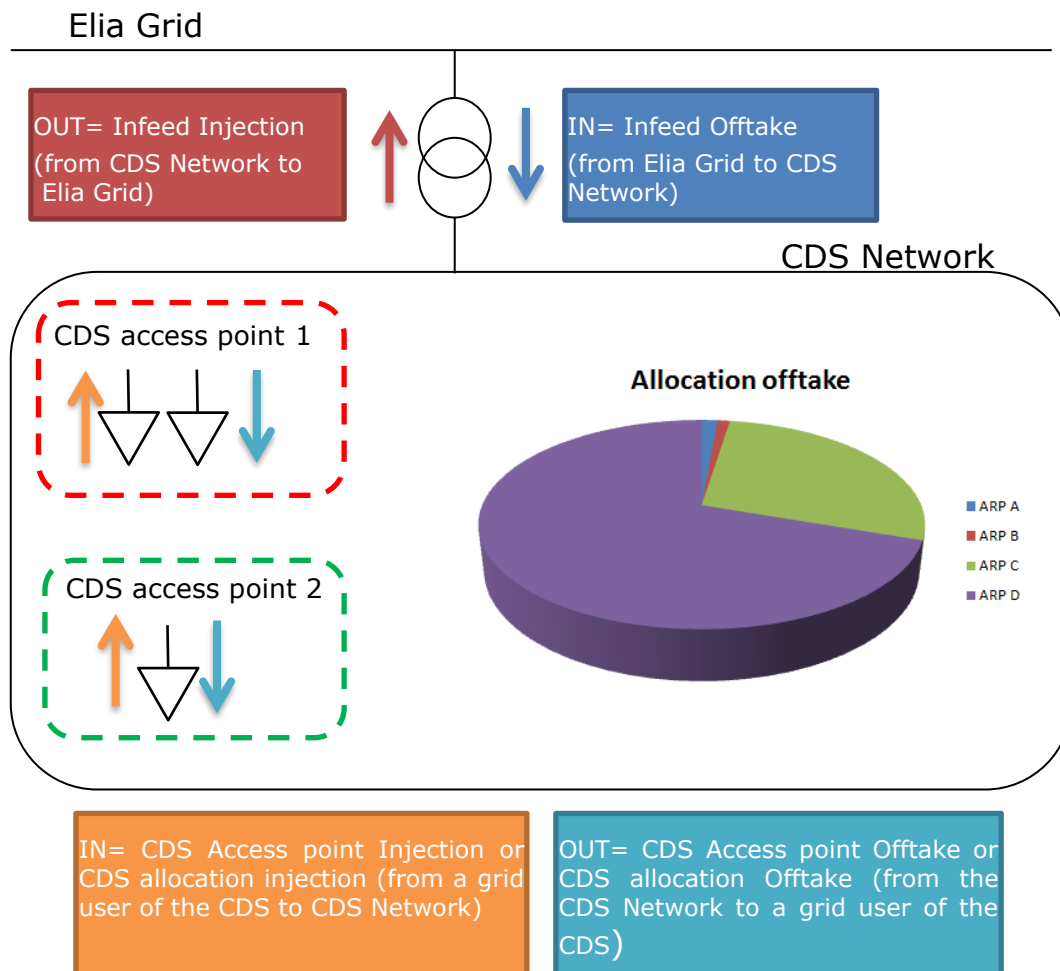 Elia Grid
OUT= Infeed Injection
(from CDS Network to
Elia Grid)
IN= Infeed Offtake
(from Elia Grid to CDS
Network)
CDS Network
CDS access point 1
Allocation offtake
ARP A
ARP B
ARP C
ARP D
CDS access point 2
IN= CDS Access point Injection or
CDS allocation injection (from a grid
user of the CDS to CDS Network)
OUT= CDS Access point Offtake or
CDS allocation Offtake (from the
CDS Network to a grid user of the
CDS)